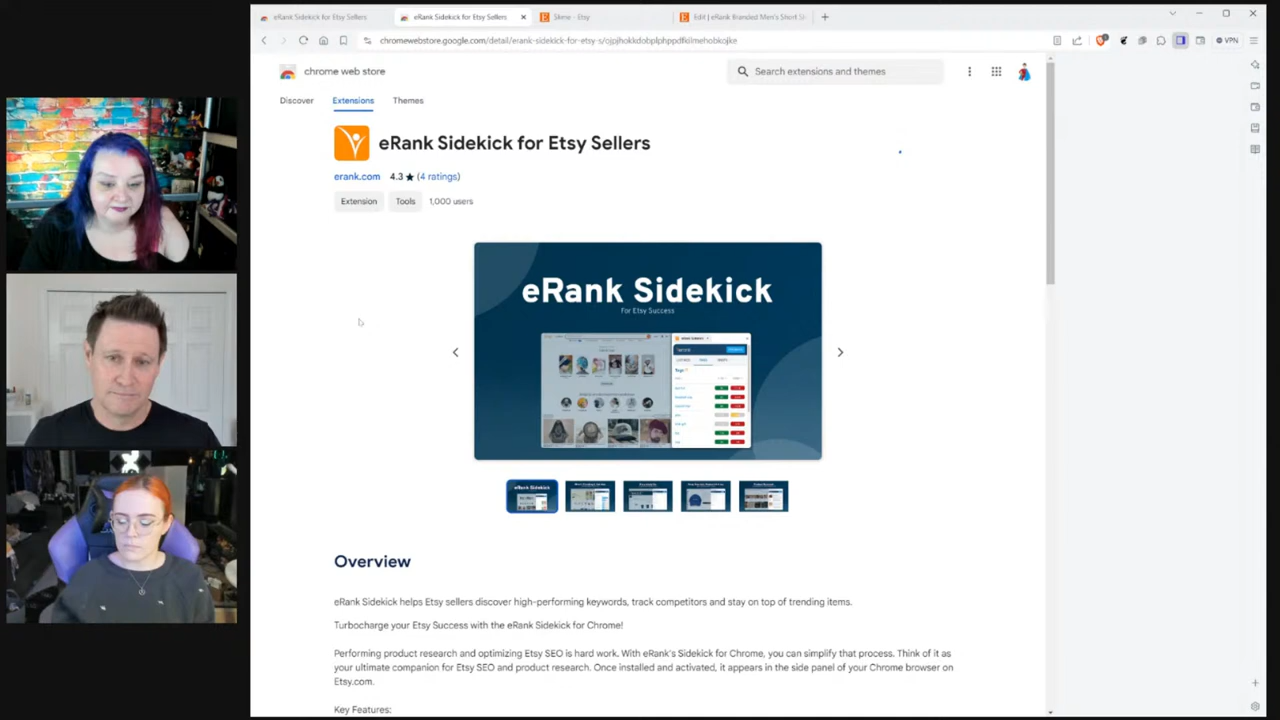 eRank Sidekick for Etsy Sellers
eRank Sidekick for Etsy Sellers
Etsy
Edit | eRank Branded Men's Short S
chromewebstore.google.com/detail/erank-sidekick-for-etsy-s/ojpjhokkdobplphppdfkilmehobkojke
VPN
chrome web store
Search extensions and themes
Discover
Extensions
Themes
eRank Sidekick for Etsy Sellers
erank.com 4.3 ★ (4 ratings)
Extension
Tools
1,000 users
eRank Sidekick
For Etsy Success
Tags
Overview
eRank Sidekick helps Etsy sellers discover high-performing keywords, track competitors and stay on top of trending items.
Turbocharge your Etsy Success with the eRank Sidekick for Chrome!
Performing product research and optimizing Etsy SEO is hard work. With eRank's Sidekick for Chrome, you can simplify that process. Think of it as
your ultimate companion for Etsy SEO and product research. Once installed and activated, it appears in the side panel of your Chrome browser on
Etsy.com.
Key Features: